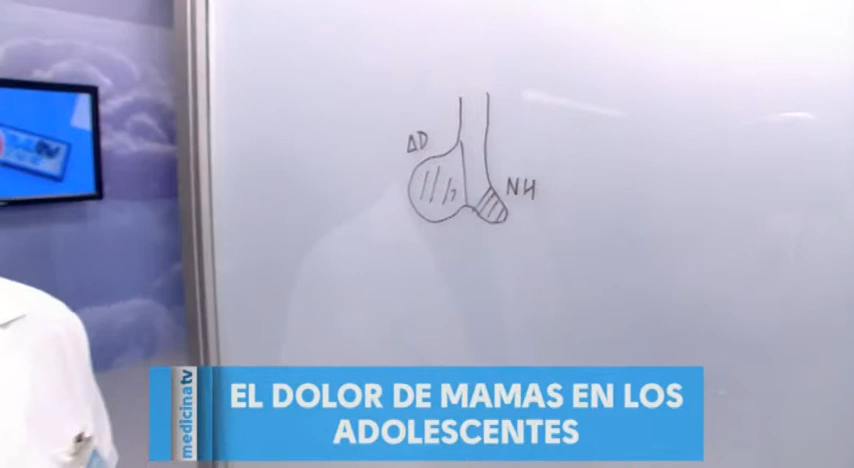 ΔD
NH
medicinatv
EL DOLOR DE MAMAS EN LOS
ADOLESCENTES